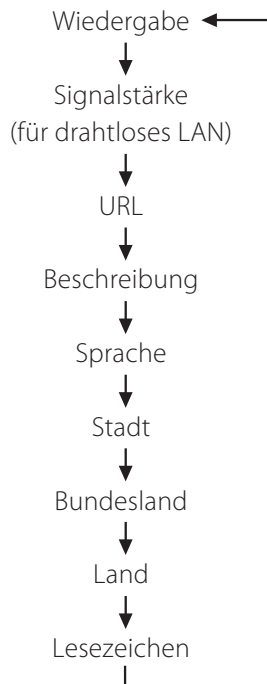 Wiedergabe
Signalstärke
(für drahtloses LAN)
URL
Beschreibung
Sprache
Stadt
Bundesland
Land
Lesezeichen